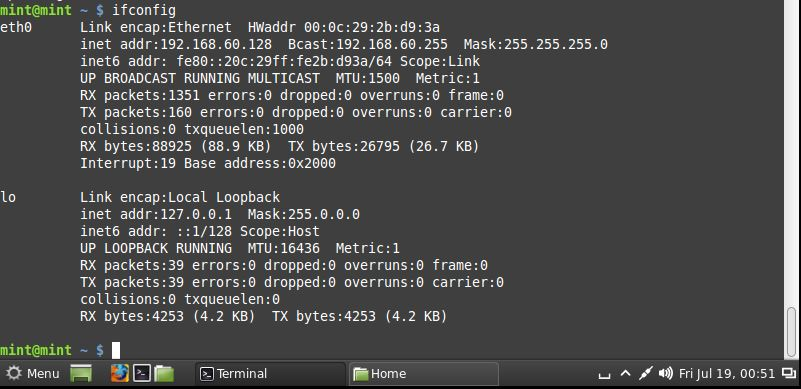 mint@mint ~ $ ifconfig
eth0      Link encap:Ethernet  HWaddr 00:0c:29:2b:d9:3a
          inet addr:192.168.60.128  Bcast:192.168.60.255  Mask:255.255.255.0
          inet6 addr: fe80::20c:29ff:fe2b:d93a/64 Scope:Link
          UP BROADCAST RUNNING MULTICAST  MTU:1500  Metric:1
          RX packets:1351 errors:0 dropped:0 overruns:0 frame:0
          TX packets:160 errors:0 dropped:0 overruns:0 carrier:0
          collisions:0 txqueuelen:1000
          RX bytes:88925 (88.9 KB)  TX bytes:26795 (26.7 KB)
          Interrupt:19 Base address:0x2000
lo        Link encap:Local Loopback
          inet addr:127.0.0.1  Mask:255.0.0.0
          inet6 addr: ::1/128 Scope:Host
          UP LOOPBACK RUNNING  MTU:16436  Metric:1
          RX packets:39 errors:0 dropped:0 overruns:0 frame:0
          TX packets:39 errors:0 dropped:0 overruns:0 carrier:0
          collisions:0 txqueuelen:0
          RX bytes:4253 (4.2 KB)  TX bytes:4253 (4.2 KB)
mint@mint ~ $
Menu Terminal Home Fri Jul 19, 00:51